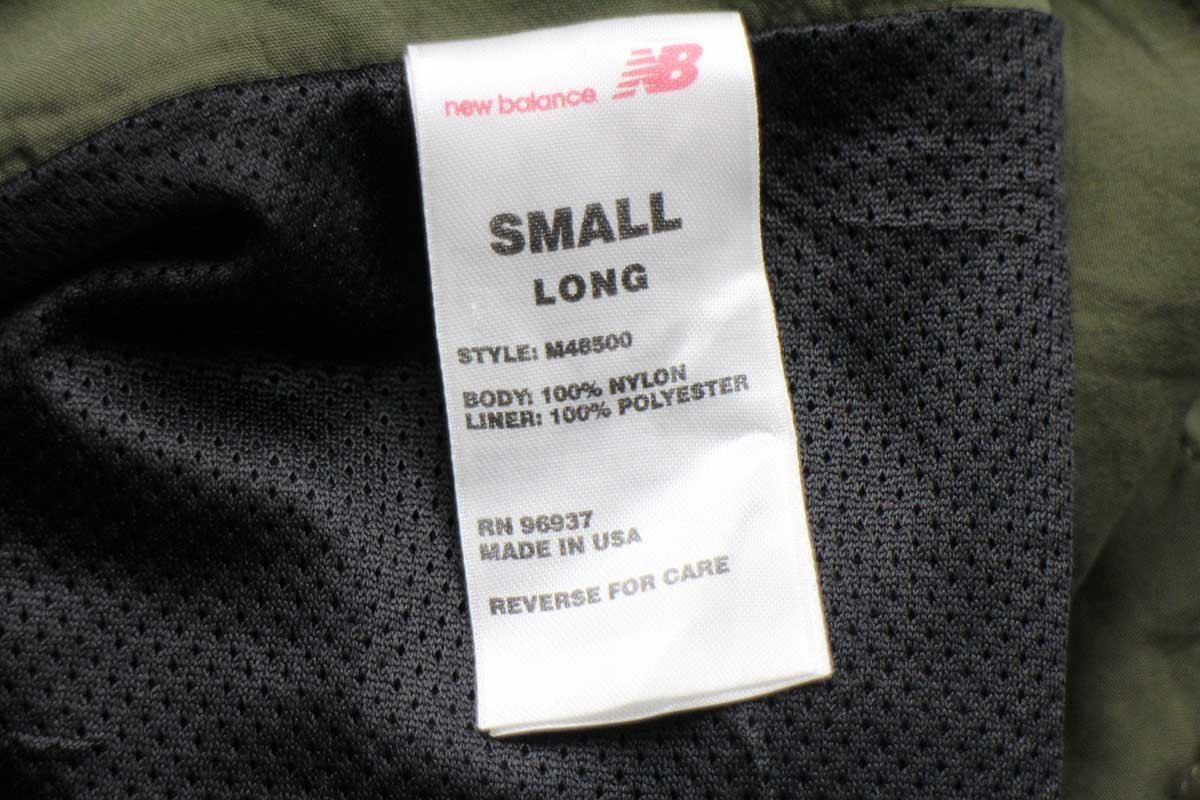 new balance NB
SMALL
LONG
STYLE: M46500
BODY: 100% NYLON
LINER: 100% POLYESTER
RN 96937
MADE IN USA
REVERSE FOR CARE